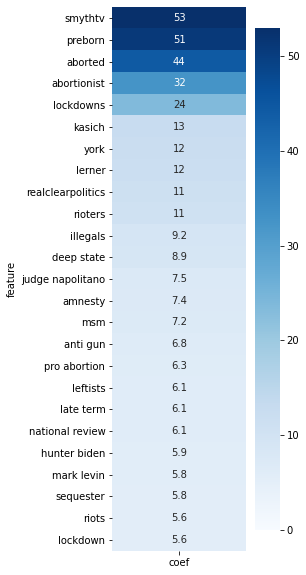 smythtv 53
preborn 51
aborted 44
abortionist 32
lockdowns 24
kasich 13
york 12
lerner 12
realclearpolitics 11
rioters 11
illegals 9.2
deep state 8.9
judge napolitano 7.5
amnesty 7.4
msm 7.2
anti gun 6.8
pro abortion 6.3
leftists 6.1
late term 6.1
national review 6.1
hunter biden 5.9
mark levin 5.8
sequester 5.8
riots 5.6
lockdown 5.6
feature
coef
50
40
30
20
10
0